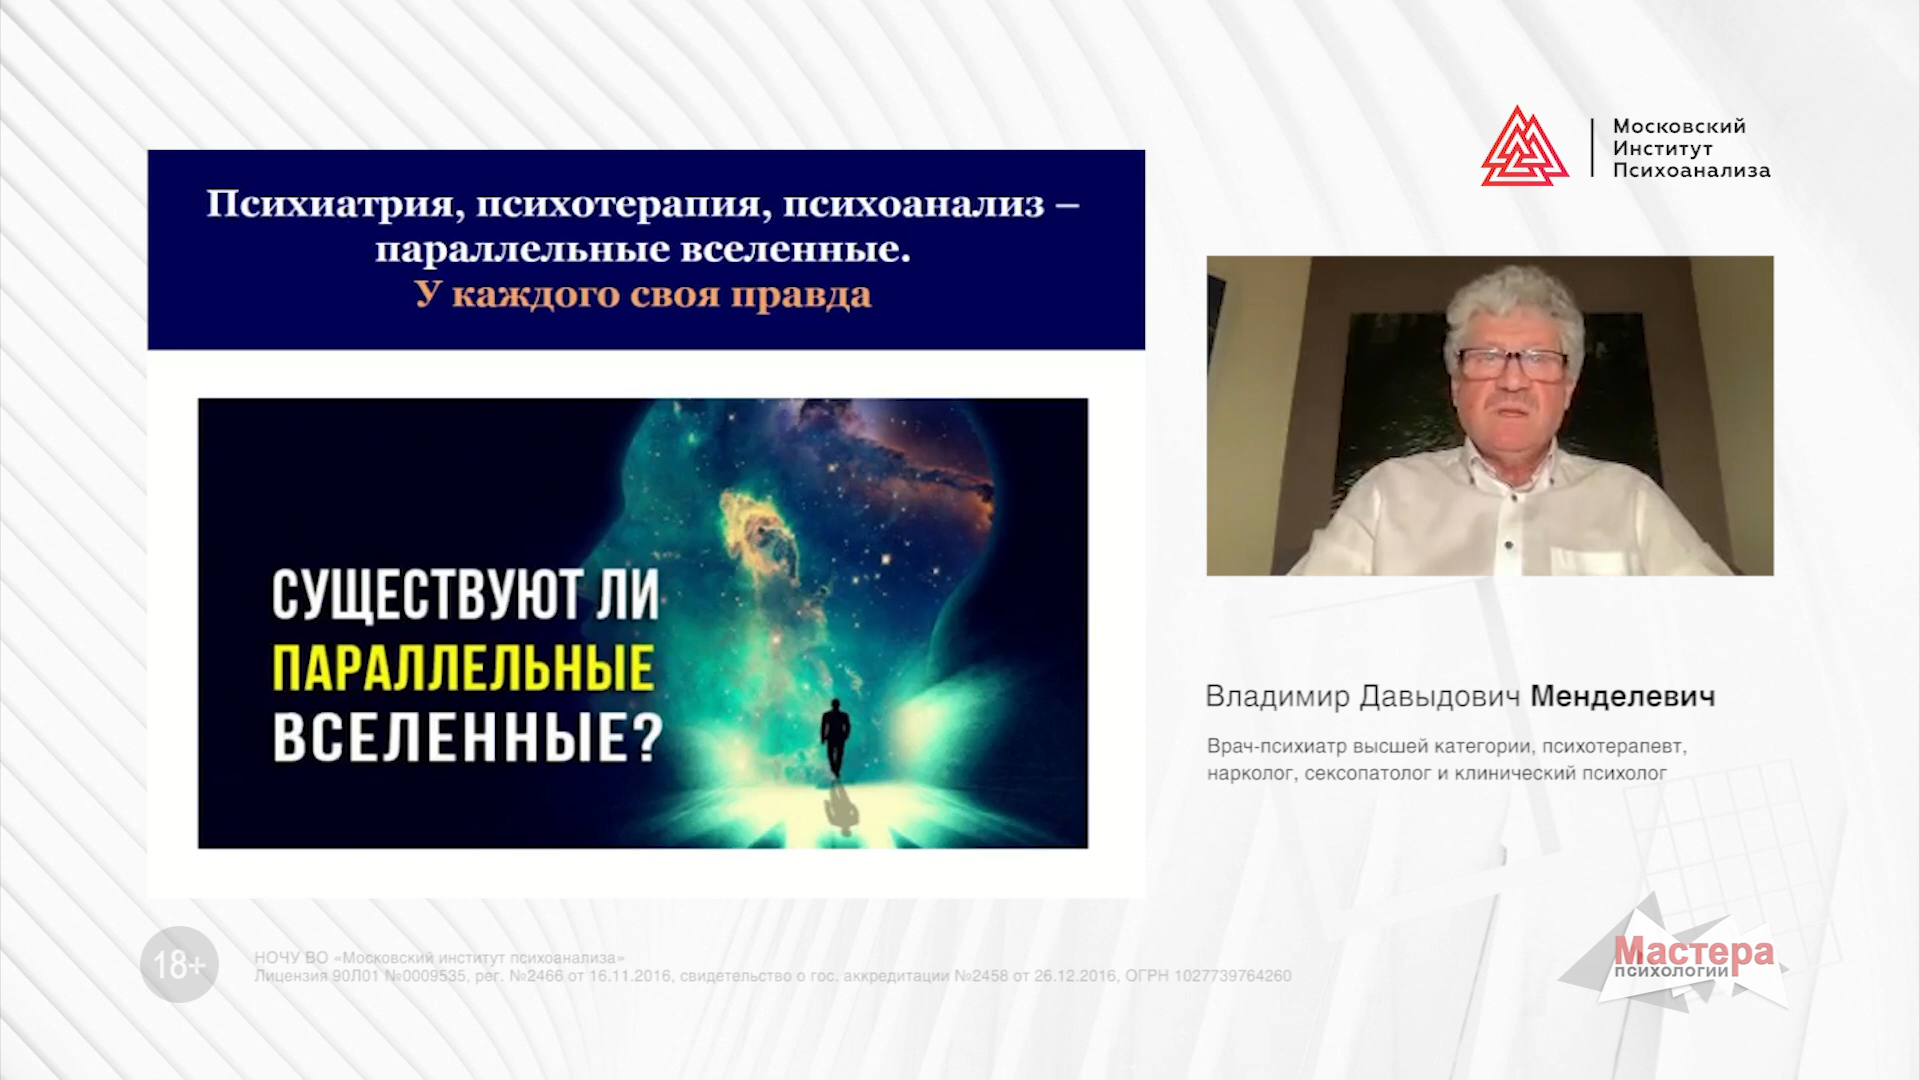 Московский
Институт
Психоанализа
Психиатрия, психотерапия, психоанализ –
параллельные вселенные.
У каждого своя правда
СУЩЕСТВУЮТ ЛИ
ПАРАЛЛЕЛЬНЫЕ
ВСЕЛЕННЫЕ?
Владимир Давыдович Менделевич
Врач-психиатр высшей категории, психотерапевт,
нарколог, сексопатолог и клинический психолог
18+
НОЧУ ВО «Московский институт психоанализа»
Лицензия 90Л01 №0009535, рег. №2466 от 16.11.2016, свидетельство о гос. аккредитации №2458 от 26.12.2016, ОГРН 1027739764260
Мастера
психологии